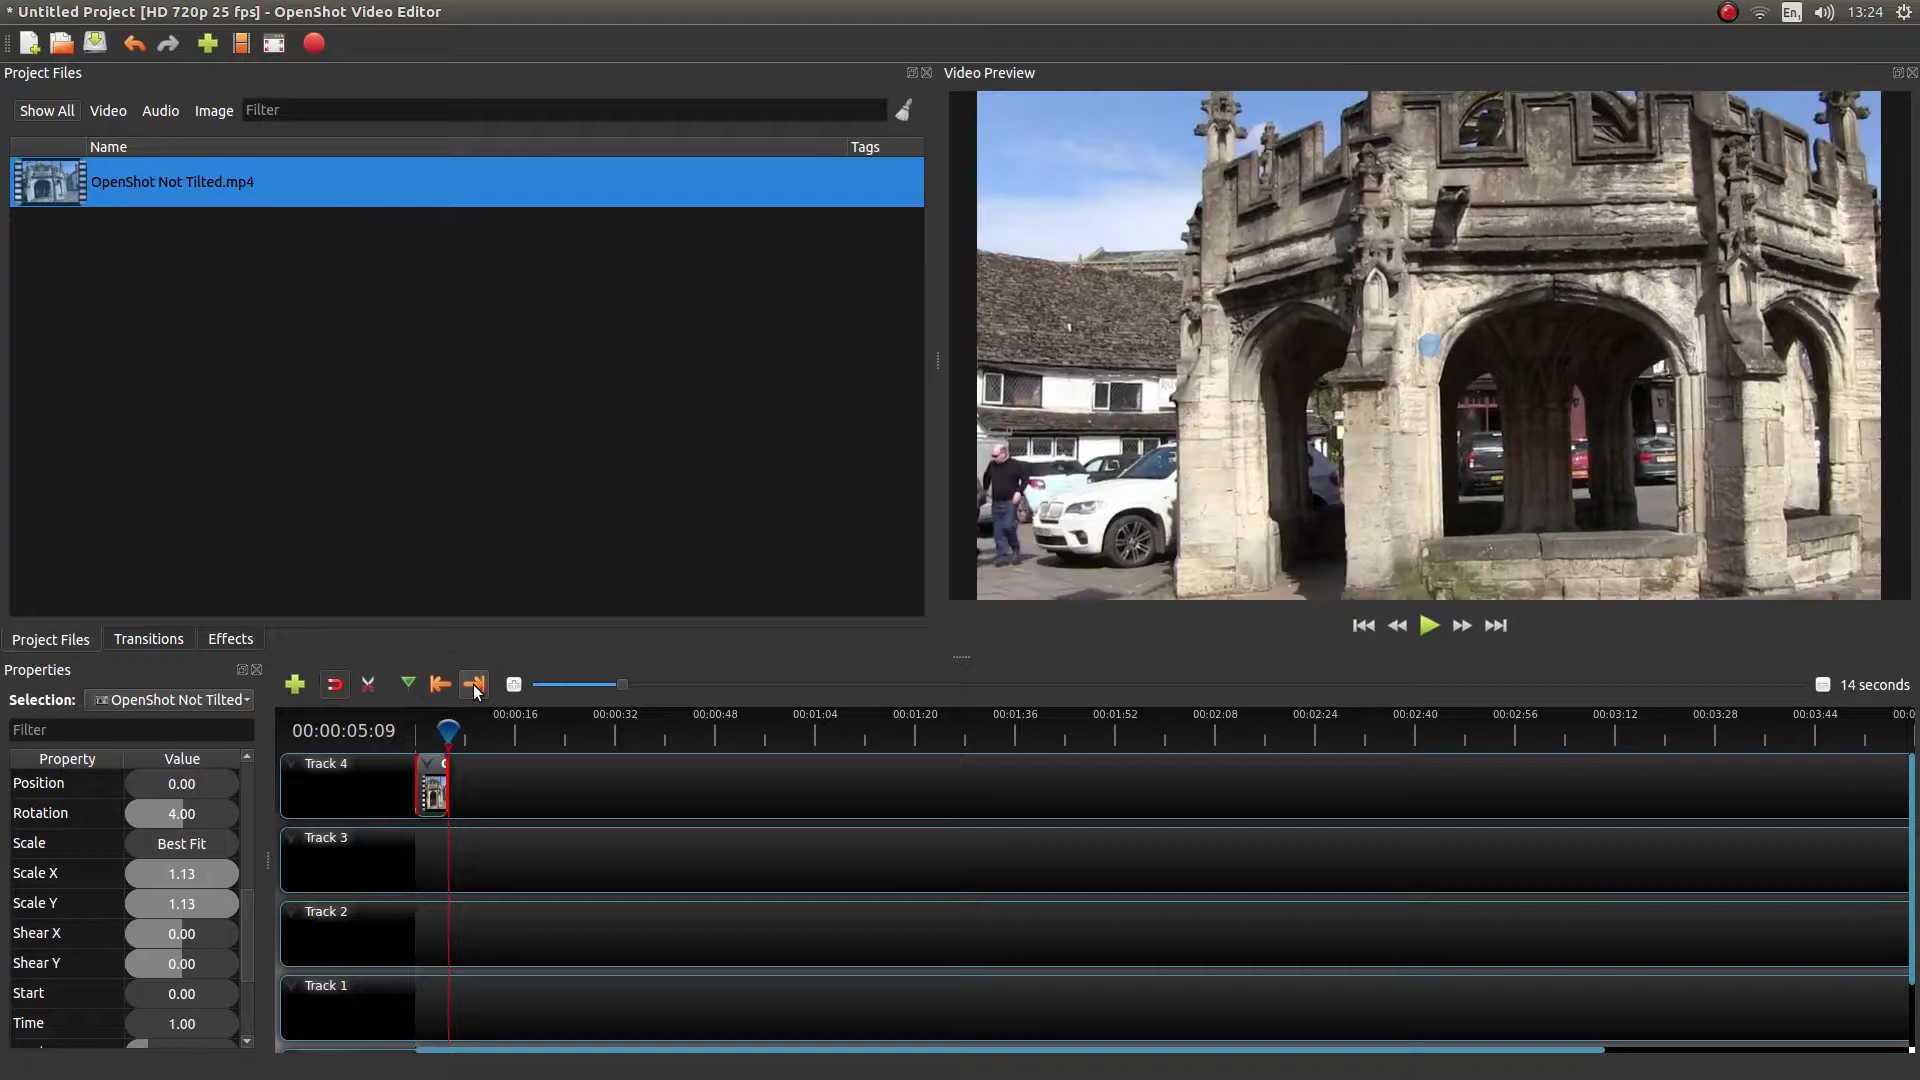 * Untitled Project [HD 720p 25 fps] - OpenShot Video Editor
En1 13:24
Project Files
Video Preview
Show All Video Audio Image Filter
Name Tags
OpenShot Not Tilted.mp4
Project Files Transitions Effects
Properties
Selection: OpenShot Not Tilted
14 seconds
Filter
00:00:05:09
00:00:16 00:00:32 00:00:48 00:01:04 00:01:20 00:01:36 00:01:52 00:02:08 00:02:24 00:02:40 00:02:56 00:03:12 00:03:28 00:03:44 00:0
Property Value
Position 0.00
Rotation 4.00
Scale Best Fit
Scale X 1.13
Scale Y 1.13
Shear X 0.00
Shear Y 0.00
Start 0.00
Time 1.00
Track 4
Track 3
Track 2
Track 1